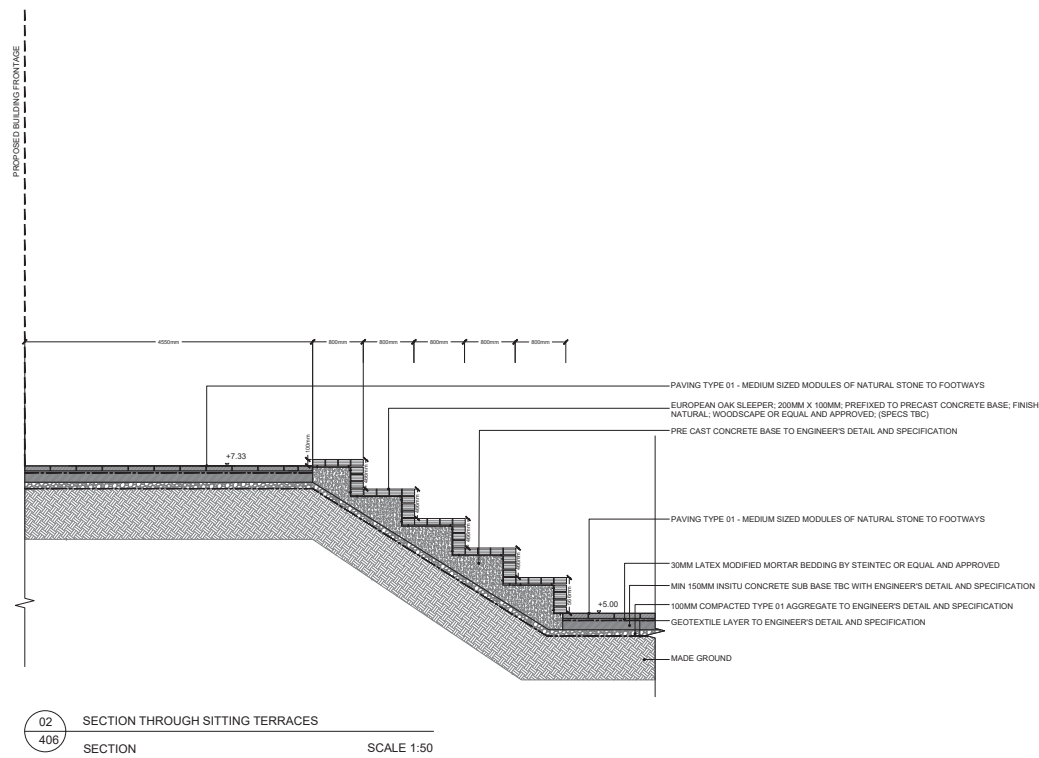 PROPOSED BUILDING FRONTAGE
4550mm
800mm
800mm
800mm
800mm
800mm
PAVING TYPE 01 - MEDIUM SIZED MODULES OF NATURAL STONE TO FOOTWAYS
EUROPEAN OAK SLEEPER; 200MM X 100MM; PREFIXED TO PRECAST CONCRETE BASE; FINISH
NATURAL; WOODSCAPE OR EQUAL AND APPROVED; (SPECS TBC)
PRE CAST CONCRETE BASE TO ENGINEER'S DETAIL AND SPECIFICATION
100mm
+7.33
PAVING TYPE 01 - MEDIUM SIZED MODULES OF NATURAL STONE TO FOOTWAYS
30MM LATEX MODIFIED MORTAR BEDDING BY STEINTEC OR EQUAL AND APPROVED
MIN 150MM INSITU CONCRETE SUB BASE TBC WITH ENGINEER'S DETAIL AND SPECIFICATION
+5.00
100MM COMPACTED TYPE 01 AGGREGATE TO ENGINEER'S DETAIL AND SPECIFICATION
GEOTEXTILE LAYER TO ENGINEER'S DETAIL AND SPECIFICATION
MADE GROUND
02
SECTION THROUGH SITTING TERRACES
406
SECTION
SCALE 1:50